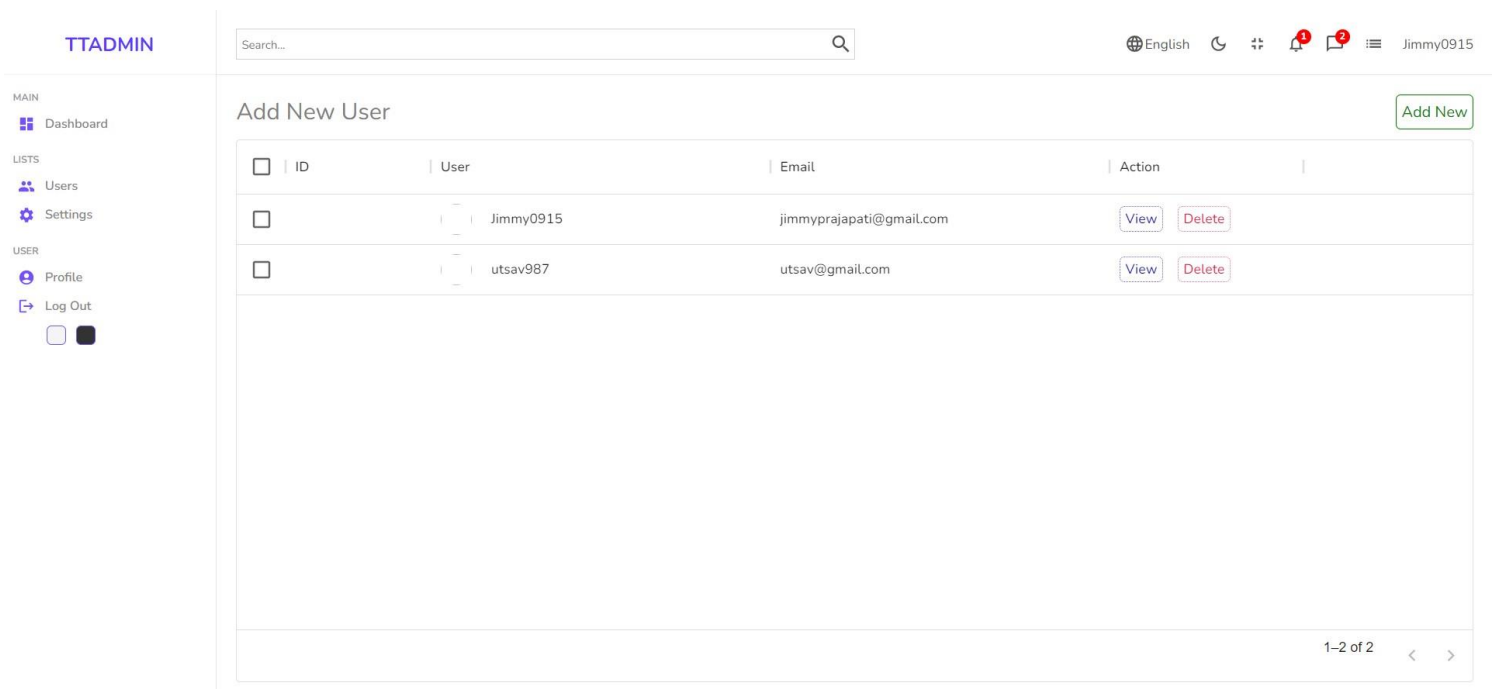 TTADMIN
Search...
English
1
2
Jimmy0915
MAIN
Dashboard
LISTS
Users
Settings
USER
Profile
Log Out
Add New User
Add New
ID User Email Action
Jimmy0915 jimmyprajapati@gmail.com View Delete
utsav987 utsav@gmail.com View Delete
1–2 of 2